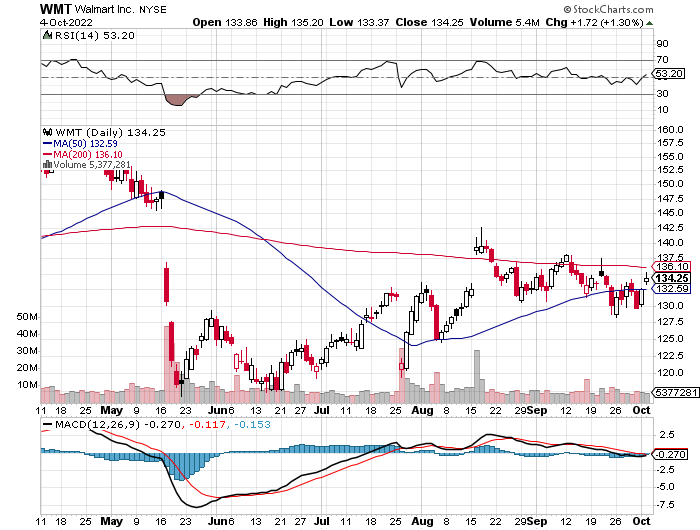 WMT Walmart Inc. NYSE © StockCharts.com
4-Oct-2022 Open 133.86 High 135.20 Low 133.37 Close 134.25 Volume 5.4M Chg +1.72 (+1.30%)
RSI(14) 53.20
90
70
53.20
30
10
WMT (Daily) 134.25
MA(50) 132.59
MA(200) 136.10
Volume 5,377,281
160.0
157.5
155.0
152.5
150.0
147.5
145.0
142.5
140.0
137.5
136.10
134.25
132.59
130.0
127.5
125.0
122.5
120.0
50M
40M
30M
20M
10M
5377281
11 18 25 May 9 16 23 Jun 6 13 21 27 Jul 11 18 25 Aug 8 15 22 29 Sep 12 19 26 Oct
MACD(12,26,9) -0.270, -0.117, -0.153
2.5
-0.270
-2.5
-5.0
-7.5
11 18 25 May 9 16 23 Jun 6 13 21 27 Jul 11 18 25 Aug 8 15 22 29 Sep 12 19 26 Oct